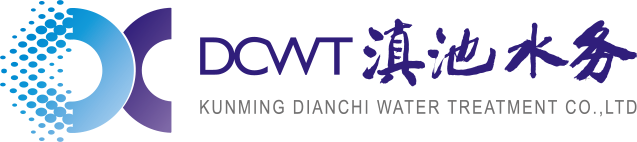 DCWT 滇池水务
KUNMING DIANCHI WATER TREATMENT CO.,LTD